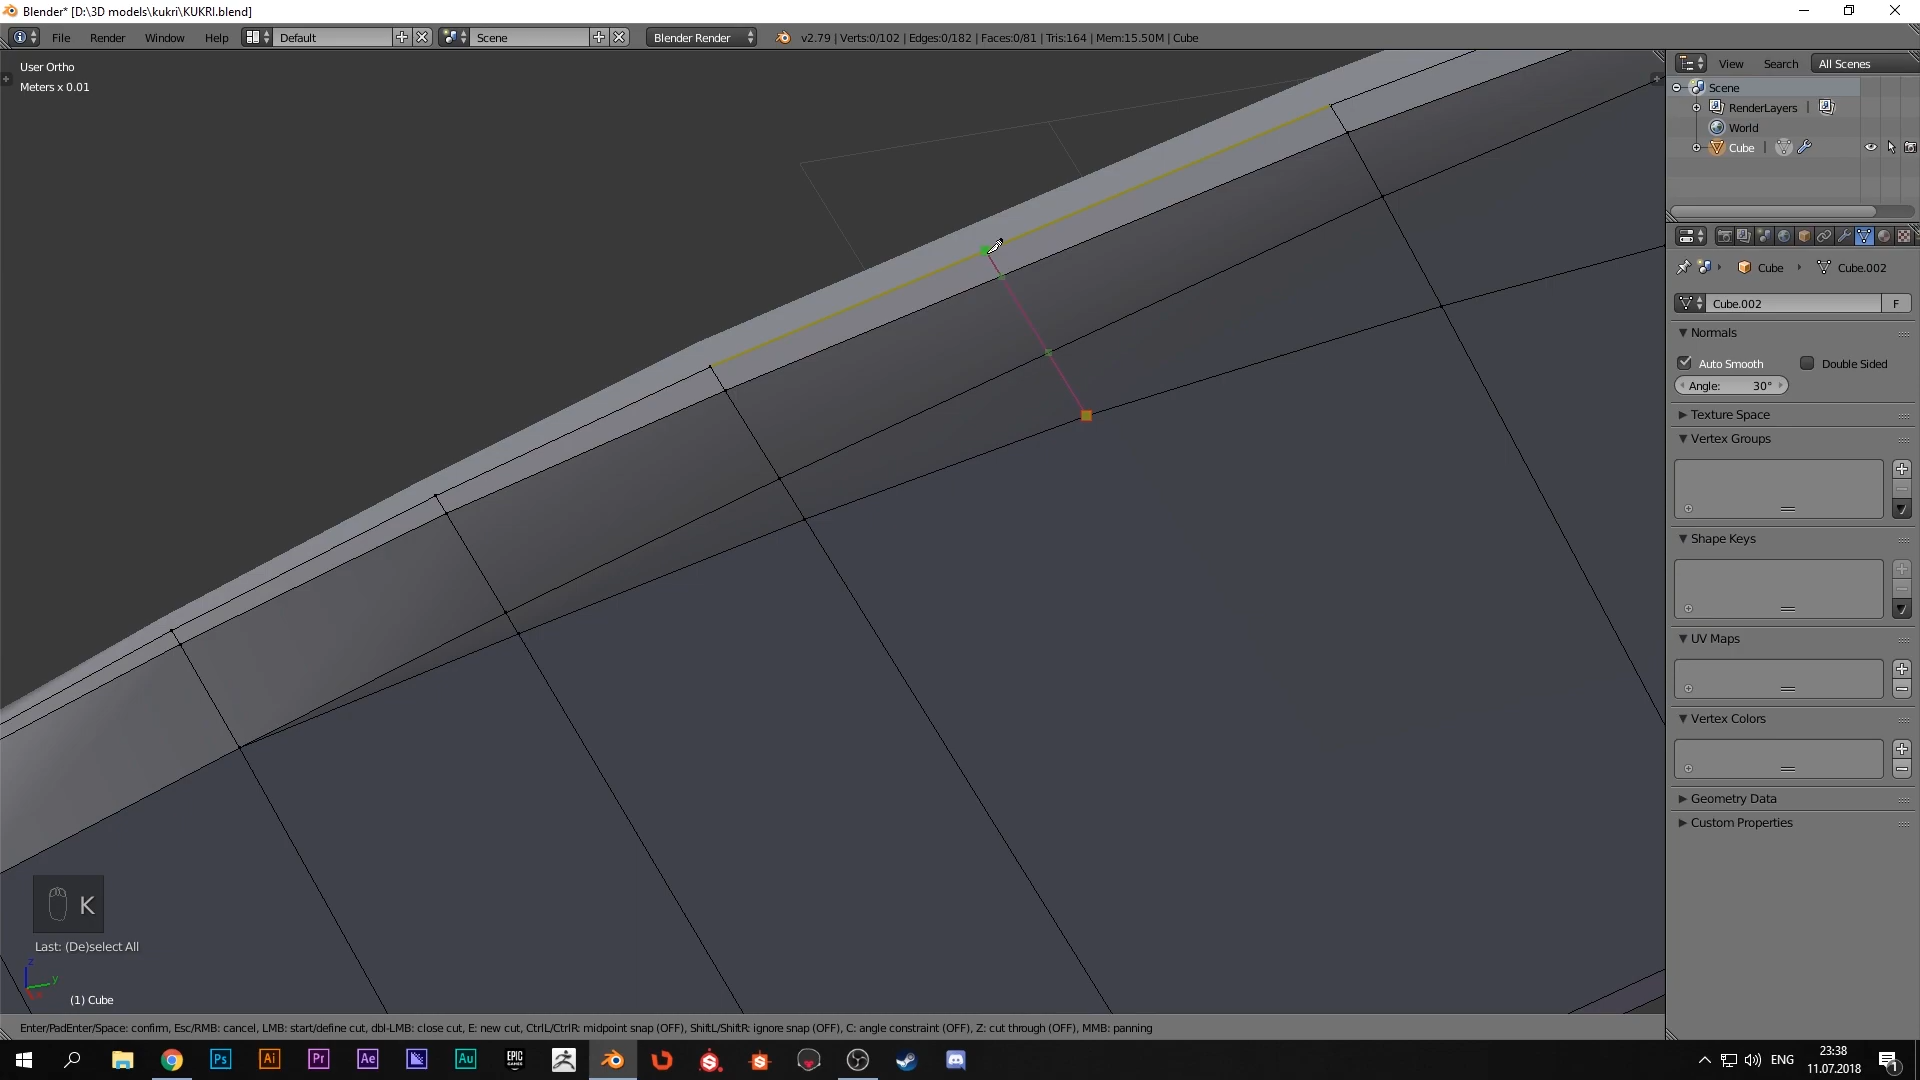 Blender* [D:\3D models\kukri\KUKRI.blend]
File Render Window Help Default Scene Blender Render v2.79 | Verts:0/102 | Edges:0/182 | Faces:0/81 | Tris:164 | Mem:15.50M | Cube
User Ortho
Meters x 0.01
View Search All Scenes
Scene
RenderLayers |
World
Cube |
Cube Cube.002
Cube.002 F
Normals
Auto Smooth Double Sided
Angle: 30°
Texture Space
Vertex Groups
Shape Keys
UV Maps
Vertex Colors
Geometry Data
Custom Properties
K
Last: (De)select All
z
y
(1) Cube
Enter/PadEnter/Space: confirm, Esc/RMB: cancel, LMB: start/define cut, dbl-LMB: close cut, E: new cut, CtrlL/CtrlR: midpoint snap (OFF), ShiftL/ShiftR: ignore snap (OFF), C: angle constraint (OFF), Z: cut through (OFF), MMB: panning
Ps Ai Pr Ae Au EPIC GAMES
ENG
23:38
11.07.2018
1